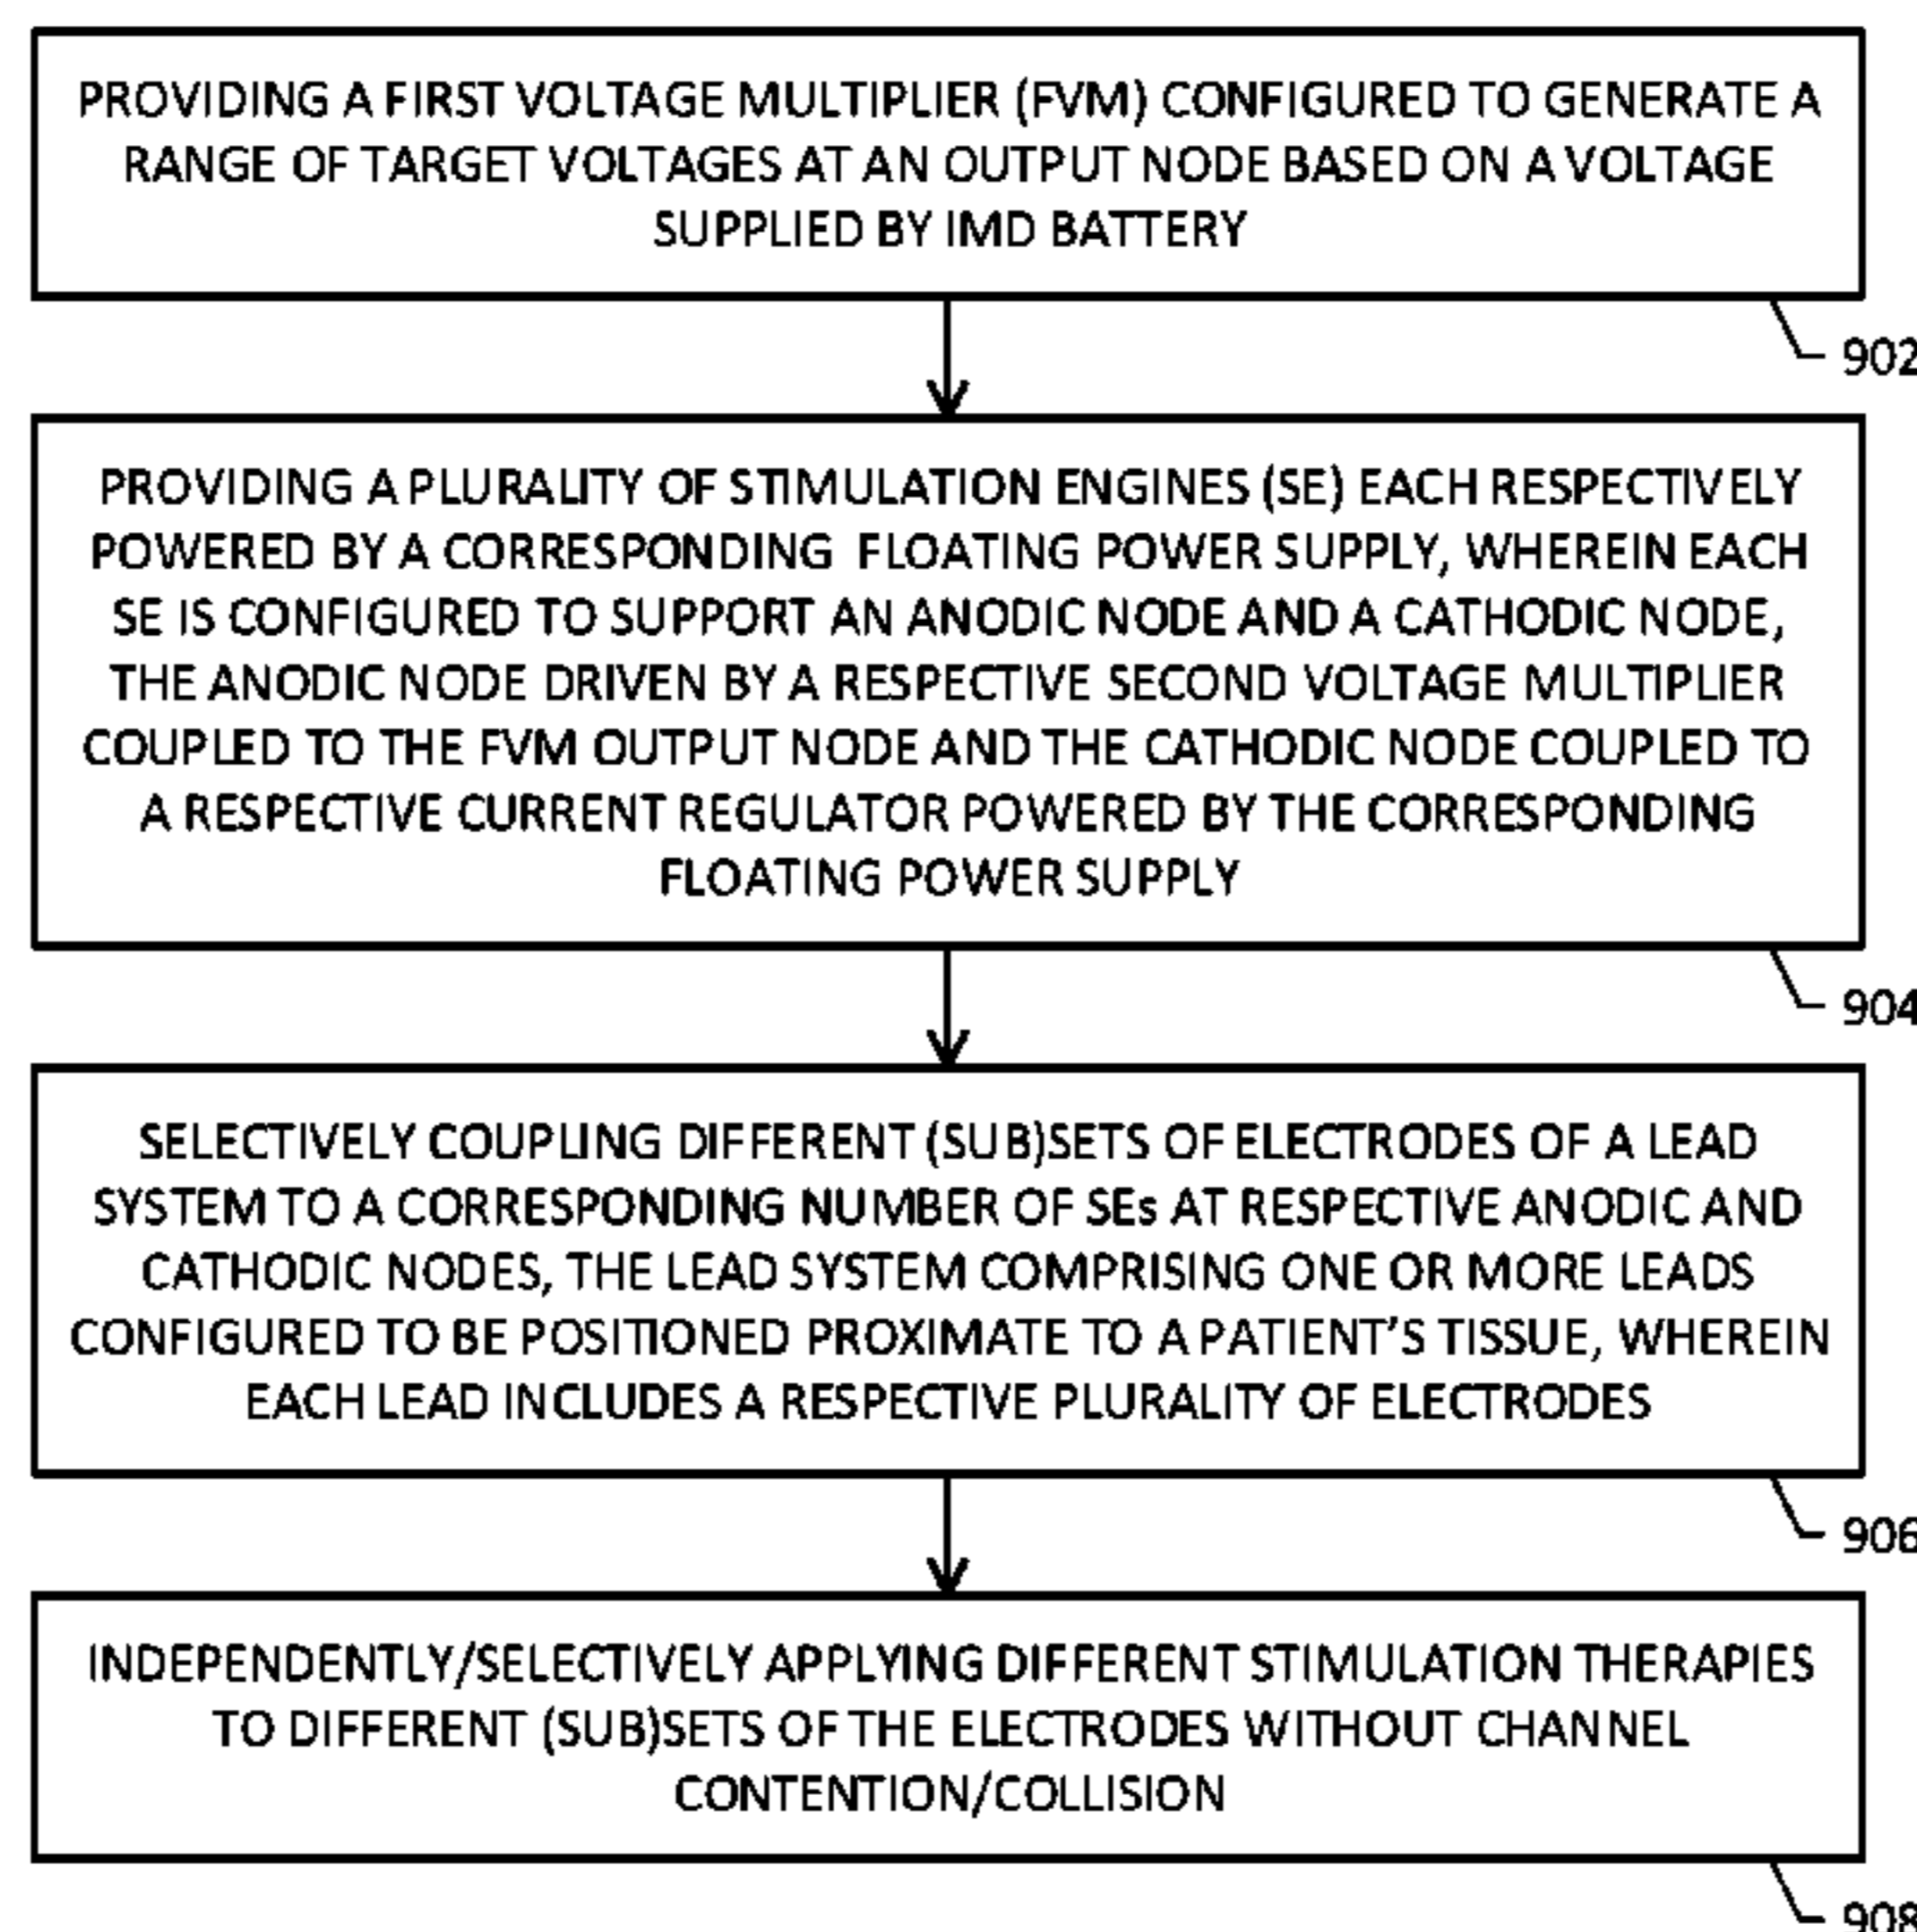 PROVIDING A FIRST VOLTAGE MULTIPLIER (FVM) CONFIGURED TO GENERATE A
RANGE OF TARGET VOLTAGES AT AN OUTPUT NODE BASED ON A VOLTAGE
SUPPLIED BY IMD BATTERY
902
PROVIDING A PLURALITY OF STIMULATION ENGINES (SE) EACH RESPECTIVELY
POWERED BY A CORRESPONDING FLOATING POWER SUPPLY, WHEREIN EACH
SE IS CONFIGURED TO SUPPORT AN ANODIC NODE AND A CATHODIC NODE,
THE ANODIC NODE DRIVEN BY A RESPECTIVE SECOND VOLTAGE MULTIPLIER
COUPLED TO THE FVM OUTPUT NODE AND THE CATHODIC NODE COUPLED TO
A RESPECTIVE CURRENT REGULATOR POWERED BY THE CORRESPONDING
FLOATING POWER SUPPLY
904
SELECTIVELY COUPLING DIFFERENT (SUB)SETS OF ELECTRODES OF A LEAD
SYSTEM TO A CORRESPONDING NUMBER OF SEs AT RESPECTIVE ANODIC AND
CATHODIC NODES, THE LEAD SYSTEM COMPRISING ONE OR MORE LEADS
CONFIGURED TO BE POSITIONED PROXIMATE TO A PATIENT'S TISSUE, WHEREIN
EACH LEAD INCLUDES A RESPECTIVE PLURALITY OF ELECTRODES
906
INDEPENDENTLY/SELECTIVELY APPLYING DIFFERENT STIMULATION THERAPIES
TO DIFFERENT (SUB)SETS OF THE ELECTRODES WITHOUT CHANNEL
CONTENTION/COLLISION
908